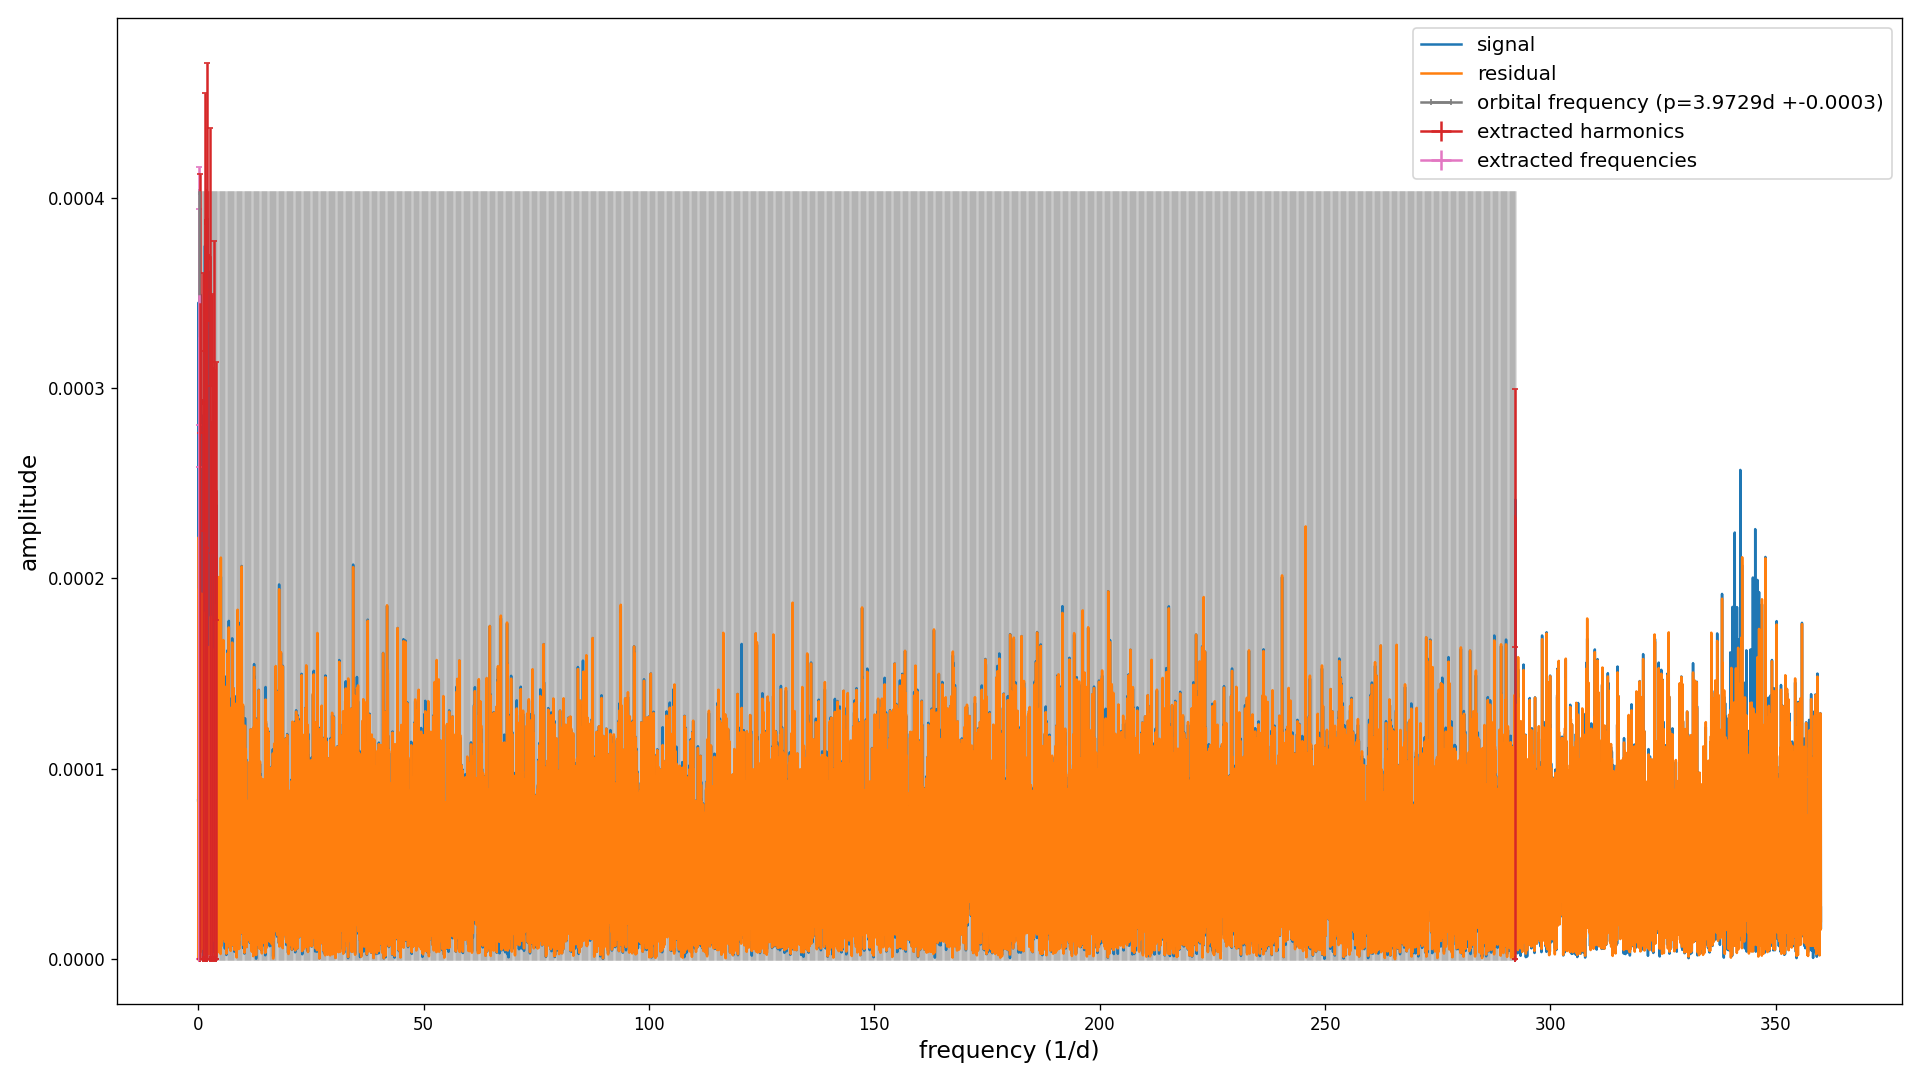 signal
residual
orbital frequency (p=3.9729d +-0.0003)
extracted harmonics
extracted frequencies
amplitude
0.0004
0.0003
0.0002
0.0001
0.0000
0 50 100 150 200 250 300 350
frequency (1/d)